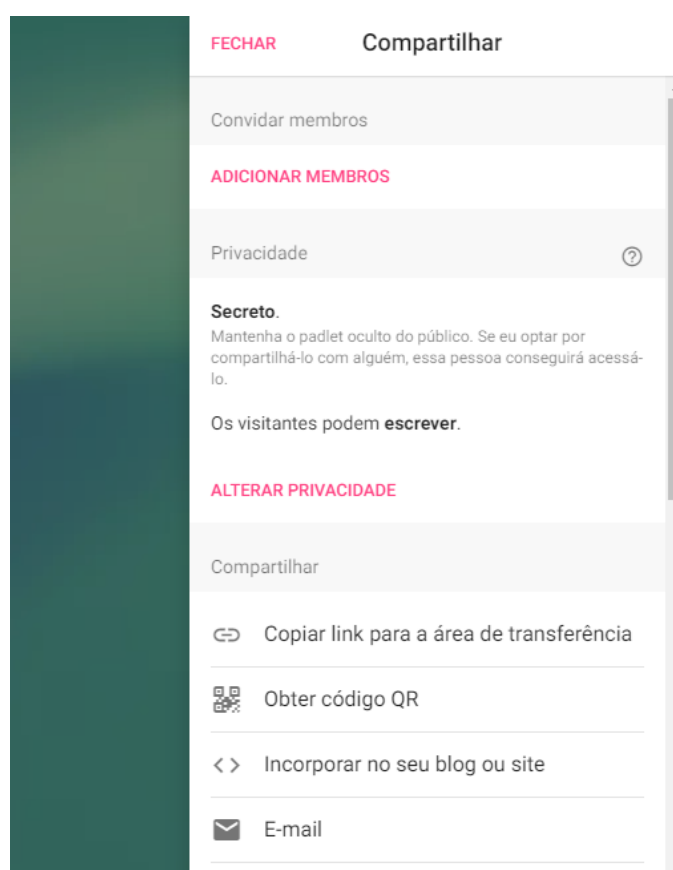 FECHAR Compartilhar
Convidar membros
ADICIONAR MEMBROS
Privacidade
Secreto.
Mantenha o padlet oculto do público. Se eu optar por
compartilhá-lo com alguém, essa pessoa conseguirá acessá-
lo.
Os visitantes podem escrever.
ALTERAR PRIVACIDADE
Compartilhar
Copiar link para a área de transferência
Obter código QR
Incorporar no seu blog ou site
E-mail